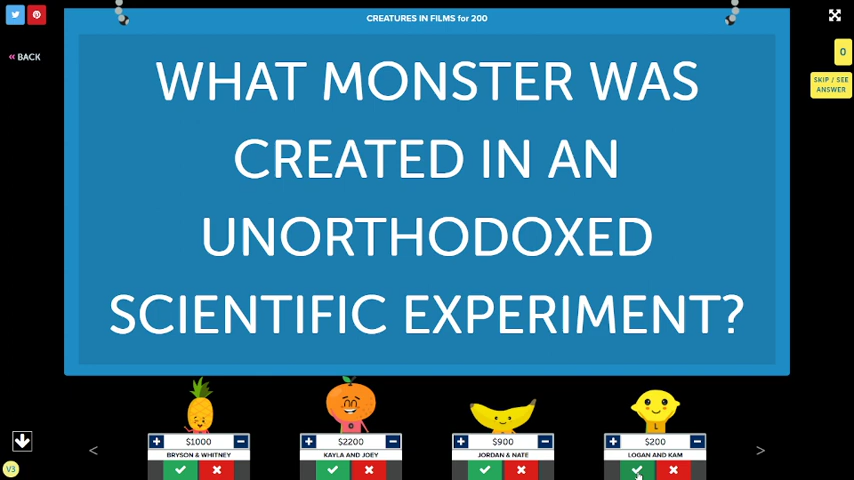 CREATURES IN FILMS for 200
« BACK
0
SKIP / SEE
ANSWER
WHAT MONSTER WAS
CREATED IN AN
UNORTHODOXED
SCIENTIFIC EXPERIMENT?
+ $1000 −
BRYSON & WHITNEY
+ $2200 −
KAYLA AND JOEY
+ $900 −
JORDAN & NATE
+ $200 −
LOGAN AND KAM
< >
V3